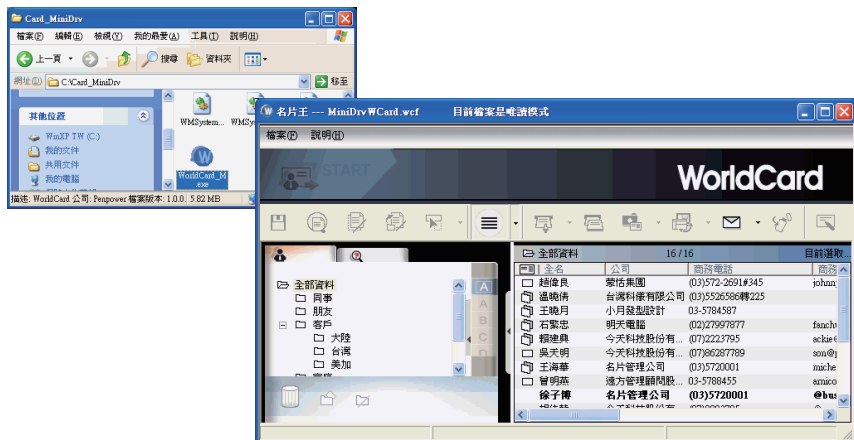 Card_MiniDrv
檔案(F) 編輯(E) 檢視(V) 我的最愛(A) 工具(T) 說明(H)
上一頁 搜尋 資料夾
網址(D) C:\Card_MiniDrv 移至
其他位置
WinXP TW (C:)
我的文件
共用文件
我的電腦
WMSystem...
WorldCard_M
.exe
描述: WorldCard 公司: Penpower 檔案版本: 1.0.0. 5.82 MB
名片王 --- MiniDrvWCard.wcf 目前檔案是唯讀模式
檔案(F) 說明(H)
START
WorldCard
全部資料
同事
朋友
客戶
大陸
台灣
美加
A
A
B
C
D
全部資料 16 / 16 目前選取...
全名 公司 商務電話 商務
趙偉良 蒙恬集團 (03)572-2691#345 johnn
溫曉倩 台灣科儀有限公司 (03)5526586轉225
王曉月 小月髮型設計 03-5784587
石繁忠 明天電腦 (02)27997877 fanch
賴建興 今天科技股份有... (07)2223795 ackie
吳天明 今天科技股份有... (07)86287789 son@
王海華 名片管理公司 (03)5720001 miche
曾明燕 遠方管理顧問股... 03-5788455 amico
徐子博 名片管理公司 (03)5720001 @bus